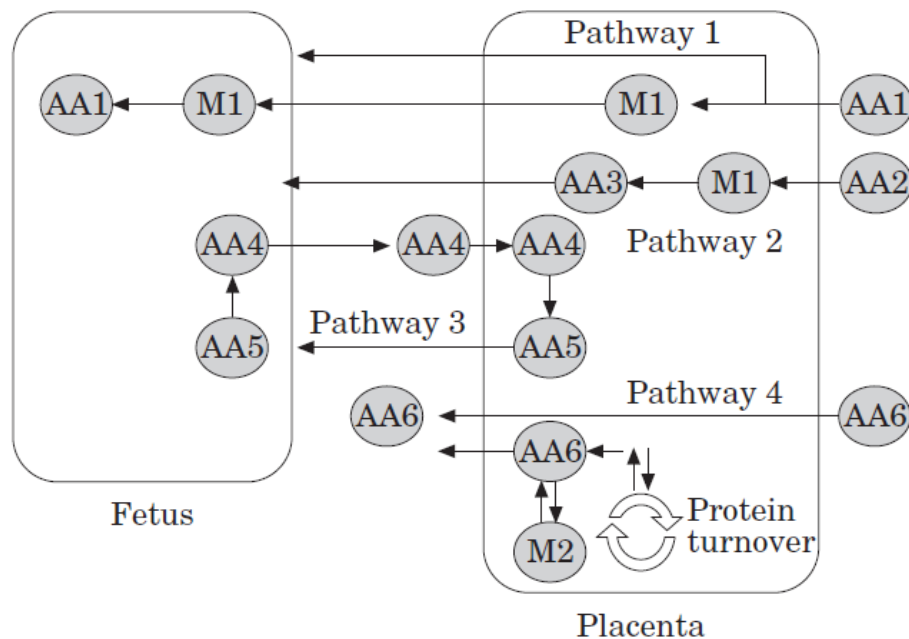 Pathway 1
AA1
M1
M1
AA1
AA3
M1
AA2
AA4
AA4
AA4
Pathway 2
AA5
Pathway 3
AA5
AA6
Pathway 4
AA6
AA6
M2
Protein
turnover
Fetus
Placenta